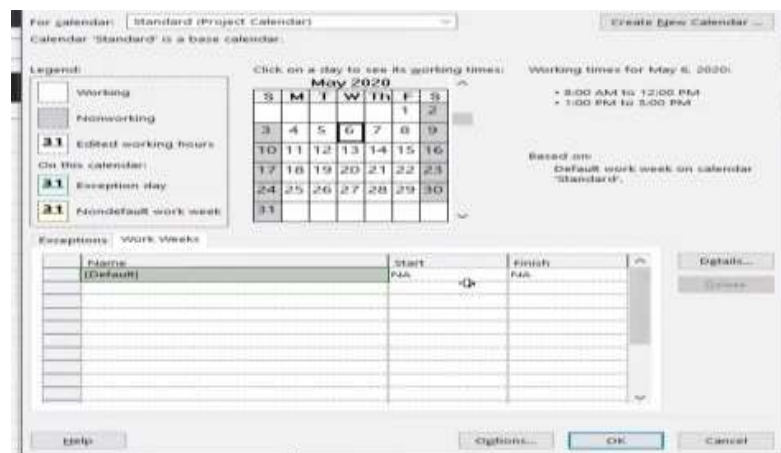 For calendar: Standard (Project Calendar) Create New Calendar ...
Calendar 'Standard' is a base calendar.
Legend:
Working
Nonworking
31 Edited working hours
On this calendar:
31 Exception day
31 Nondefault work week
Click on a day to see its working times:
May 2020
S M T W Th F S
1 2
3 4 5 6 7 8 9
10 11 12 13 14 15 16
17 18 19 20 21 22 23
24 25 26 27 28 29 30
31
Working times for May 6, 2020:
• 8:00 AM to 12:00 PM
• 1:00 PM to 5:00 PM
Based on:
Default work week on calendar
'Standard'.
Exceptions Work Weeks
Name Start Finish
[Default] NA NA
Details...
Delete
Help Options... OK Cancel